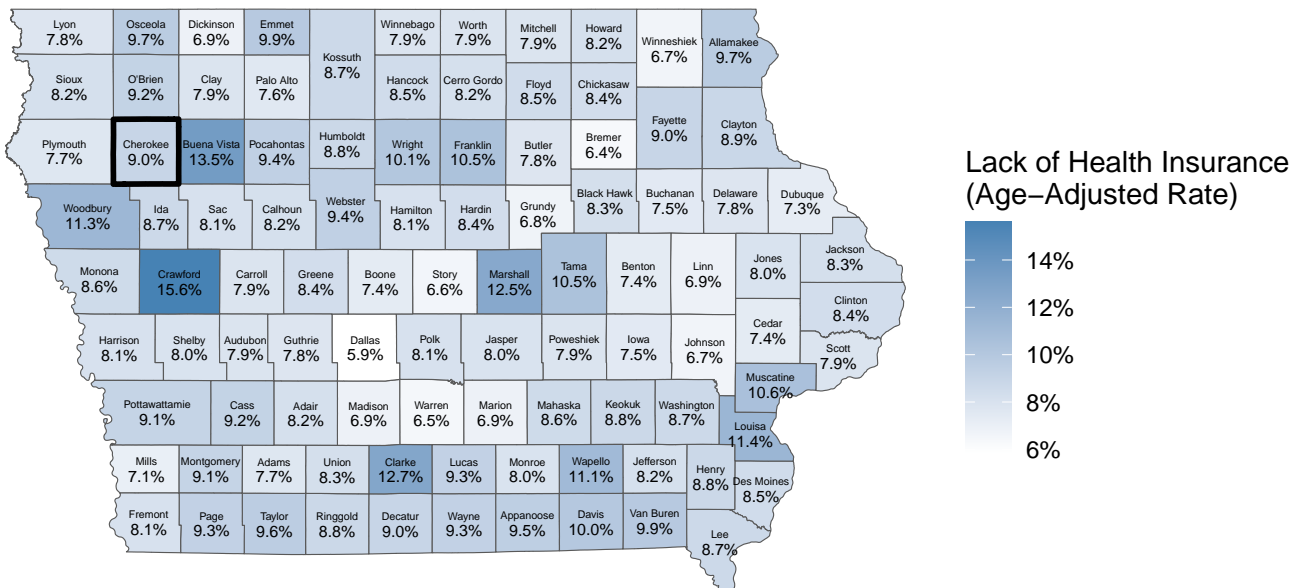 Lyon
7.8%
Osceola
9.7%
Dickinson
6.9%
Emmet
9.9%
Kossuth
8.7%
Winnebago
7.9%
Worth
7.9%
Mitchell
7.9%
Howard
8.2%
Winneshiek
6.7%
Allamakee
9.7%
Sioux
8.2%
O'Brien
9.2%
Clay
7.9%
Palo Alto
7.6%
Hancock
8.5%
Cerro Gordo
8.2%
Floyd
8.5%
Chickasaw
8.4%
Fayette
9.0%
Clayton
8.9%
Plymouth
7.7%
Cherokee
9.0%
Buena Vista
13.5%
Pocahontas
9.4%
Humboldt
8.8%
Wright
10.1%
Franklin
10.5%
Butler
7.8%
Bremer
6.4%
Woodbury
11.3%
Ida
8.7%
Sac
8.1%
Calhoun
8.2%
Webster
9.4%
Hamilton
8.1%
Hardin
8.4%
Grundy
6.8%
Black Hawk
8.3%
Buchanan
7.5%
Delaware
7.8%
Dubuque
7.3%
Monona
8.6%
Crawford
15.6%
Carroll
7.9%
Greene
8.4%
Boone
7.4%
Story
6.6%
Marshall
12.5%
Tama
10.5%
Benton
7.4%
Linn
6.9%
Jones
8.0%
Jackson
8.3%
Clinton
8.4%
Harrison
8.1%
Shelby
8.0%
Audubon
7.9%
Guthrie
7.8%
Dallas
5.9%
Polk
8.1%
Jasper
8.0%
Poweshiek
7.9%
Iowa
7.5%
Johnson
6.7%
Cedar
7.4%
Scott
7.9%
Muscatine
10.6%
Pottawattamie
9.1%
Cass
9.2%
Adair
8.2%
Madison
6.9%
Warren
6.5%
Marion
6.9%
Mahaska
8.6%
Keokuk
8.8%
Washington
8.7%
Louisa
11.4%
Mills
7.1%
Montgomery
9.1%
Adams
7.7%
Union
8.3%
Clarke
12.7%
Lucas
9.3%
Monroe
8.0%
Wapello
11.1%
Jefferson
8.2%
Henry
8.8%
Des Moines
8.5%
Fremont
8.1%
Page
9.3%
Taylor
9.6%
Ringgold
8.8%
Decatur
9.0%
Wayne
9.3%
Appanoose
9.5%
Davis
10.0%
Van Buren
9.9%
Lee
8.7%
Lack of Health Insurance
(Age−Adjusted Rate)
14%
12%
10%
8%
6%